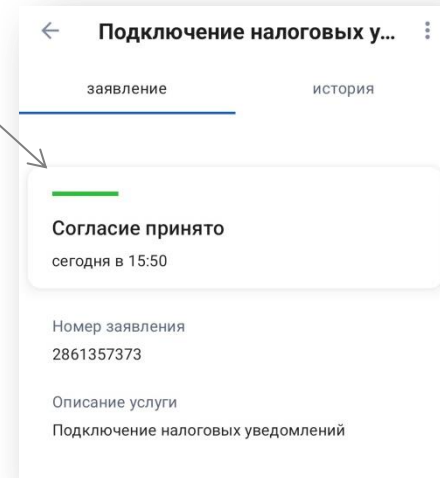 Подключение налоговых у...
заявление
история
Согласие принято
сегодня в 15:50
Номер заявления
2861357373
Описание услуги
Подключение налоговых уведомлений